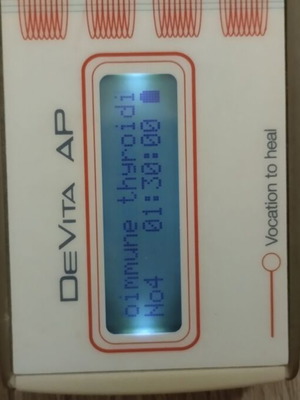 DEVITA AP
oimmune thyroidi
No4 01:30:00
Vocation to heal